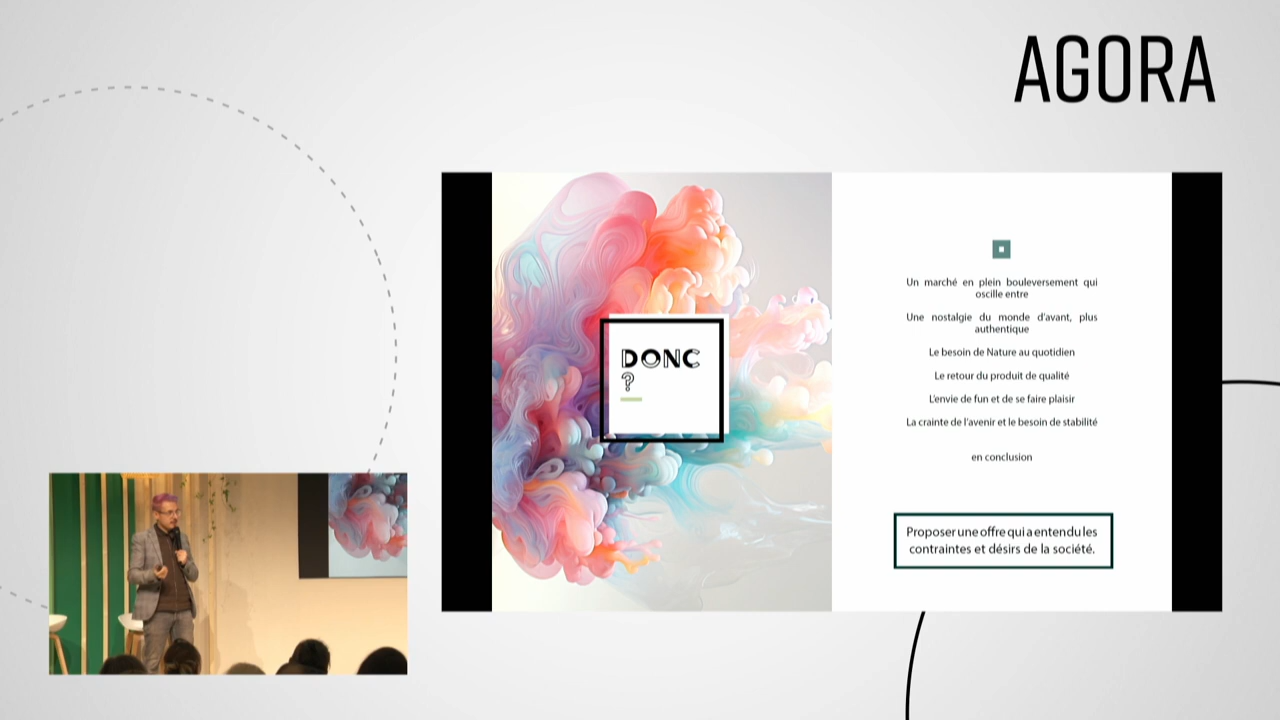 AGORA
DONC
?
Un marché en plein bouleversement qui
oscille entre
Une nostalgie du monde d'avant, plus
authentique
Le besoin de Nature au quotidien
Le retour du produit de qualité
L'envie de fun et de se faire plaisir
La crainte de l'avenir et le besoin de stabilité
en conclusion
Proposer une offre qui a entendu les
contraintes et désirs de la société.